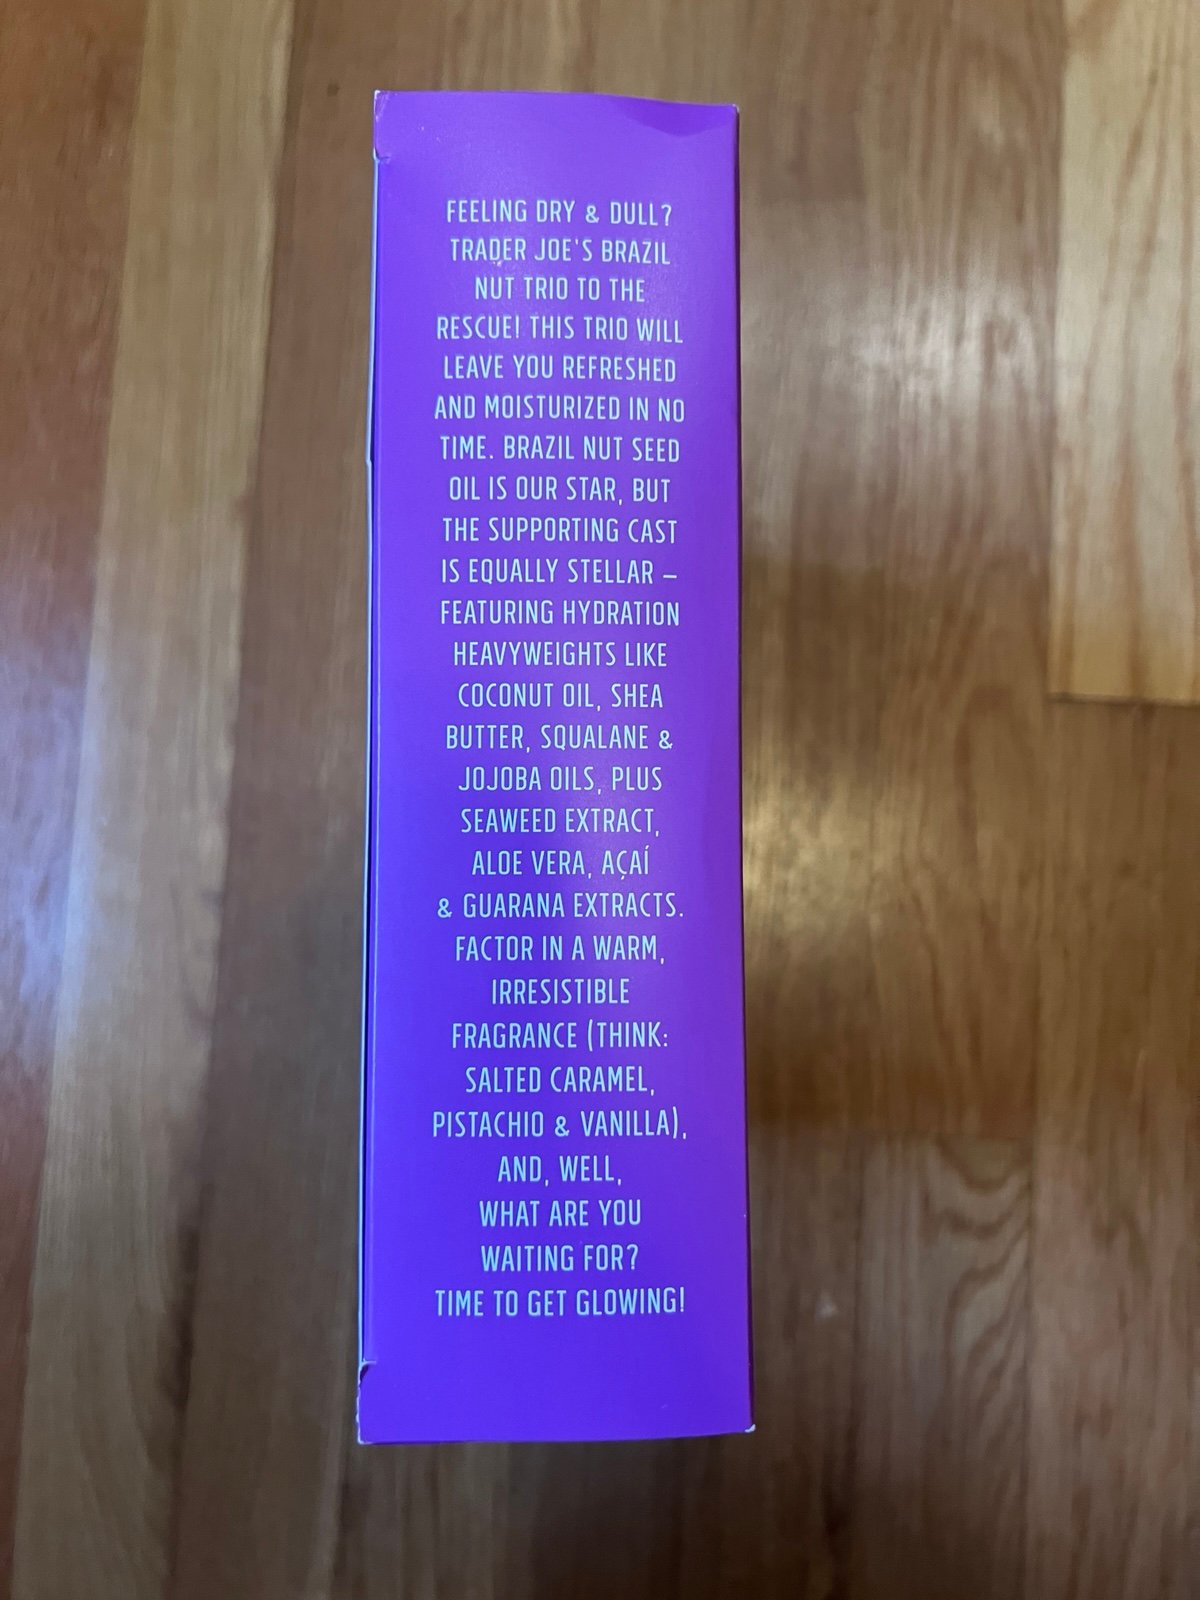 FEELING DRY & DULL?
TRADER JOE'S BRAZIL
NUT TRIO TO THE
RESCUE! THIS TRIO WILL
LEAVE YOU REFRESHED
AND MOISTURIZED IN NO
TIME. BRAZIL NUT SEED
OIL IS OUR STAR, BUT
THE SUPPORTING CAST
IS EQUALLY STELLAR –
FEATURING HYDRATION
HEAVYWEIGHTS LIKE
COCONUT OIL, SHEA
BUTTER, SQUALANE &
JOJOBA OILS, PLUS
SEAWEED EXTRACT,
ALOE VERA, AÇAÍ
& GUARANA EXTRACTS.
FACTOR IN A WARM,
IRRESISTIBLE
FRAGRANCE (THINK:
SALTED CARAMEL,
PISTACHIO & VANILLA),
AND, WELL,
WHAT ARE YOU
WAITING FOR?
TIME TO GET GLOWING!